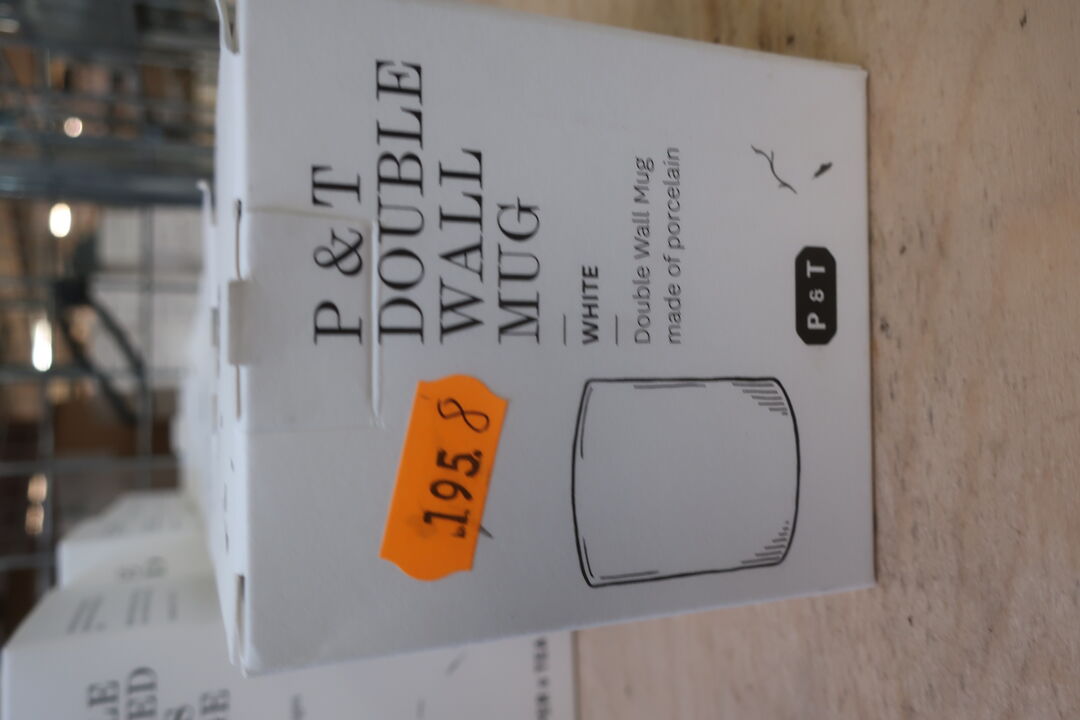 P & T
DOUBLE
WALL
MUG
WHITE
Double Wall Mug
made of porcelain
P & T
195.8